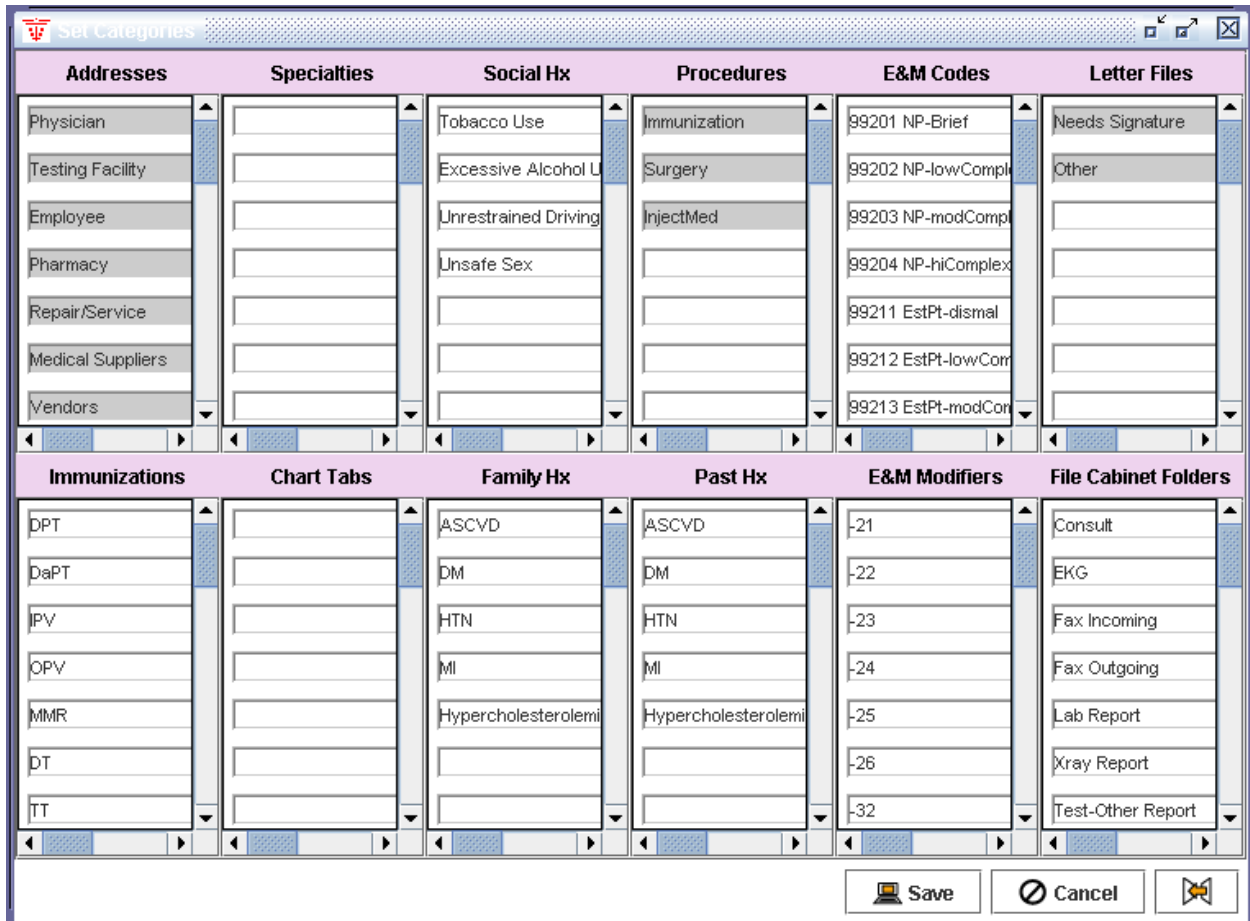 Set Categories
Addresses Specialties Social Hx Procedures E&M Codes Letter Files
Physician Tobacco Use Immunization 99201 NP-Brief Needs Signature
Testing Facility Excessive Alcohol U Surgery 99202 NP-lowCompl Other
Employee Unrestrained Driving InjectMed 99203 NP-modCompl
Pharmacy Unsafe Sex 99204 NP-hiComplex
Repair/Service 99211 EstPt-dismal
Medical Suppliers 99212 EstPt-lowCom
Vendors 99213 EstPt-modCon
Immunizations Chart Tabs Family Hx Past Hx E&M Modifiers File Cabinet Folders
DPT ASCVD ASCVD -21 Consult
DaPT DM DM -22 EKG
IPV HTN HTN -23 Fax Incoming
OPV MI MI -24 Fax Outgoing
MMR Hypercholesterolemi Hypercholesterolemi -25 Lab Report
DT -26 Xray Report
TT -32 Test-Other Report
Save Cancel